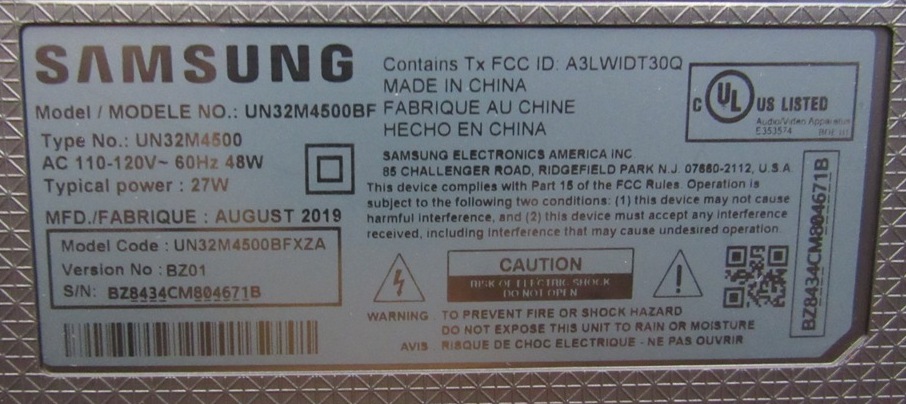 SAMSUNG
Model / MODELE NO.: UN32M4500BF
Type No.: UN32M4500
AC 110-120V~ 60Hz 48W
Typical power : 27W
MFD./FABRIQUE : AUGUST 2019
Model Code : UN32M4500BFXZA
Version No : BZ01
S/N: BZ8434CM804671B
Contains Tx FCC ID: A3LWIDT30Q
MADE IN CHINA
FABRIQUE AU CHINE
HECHO EN CHINA
C UL US LISTED
Audio/Video Apparatus
E353574
SAMSUNG ELECTRONICS AMERICA INC
85 CHALLENGER ROAD, RIDGEFIELD PARK N.J. 07660-2112, U.S.A
This device complies with Part 15 of the FCC Rules. Operation is
subject to the following two conditions: (1) this device may not cause
harmful interference, and (2) this device must accept any interference
received, including interference that may cause undesired operation.
CAUTION
RISK OF ELECTRIC SHOCK
DO NOT OPEN
WARNING : TO PREVENT FIRE OR SHOCK HAZARD
DO NOT EXPOSE THIS UNIT TO RAIN OR MOISTURE
AVIS : RISQUE DE CHOC ELECTRIQUE - NE PAS OUVRIR
BZ8434CM804671B